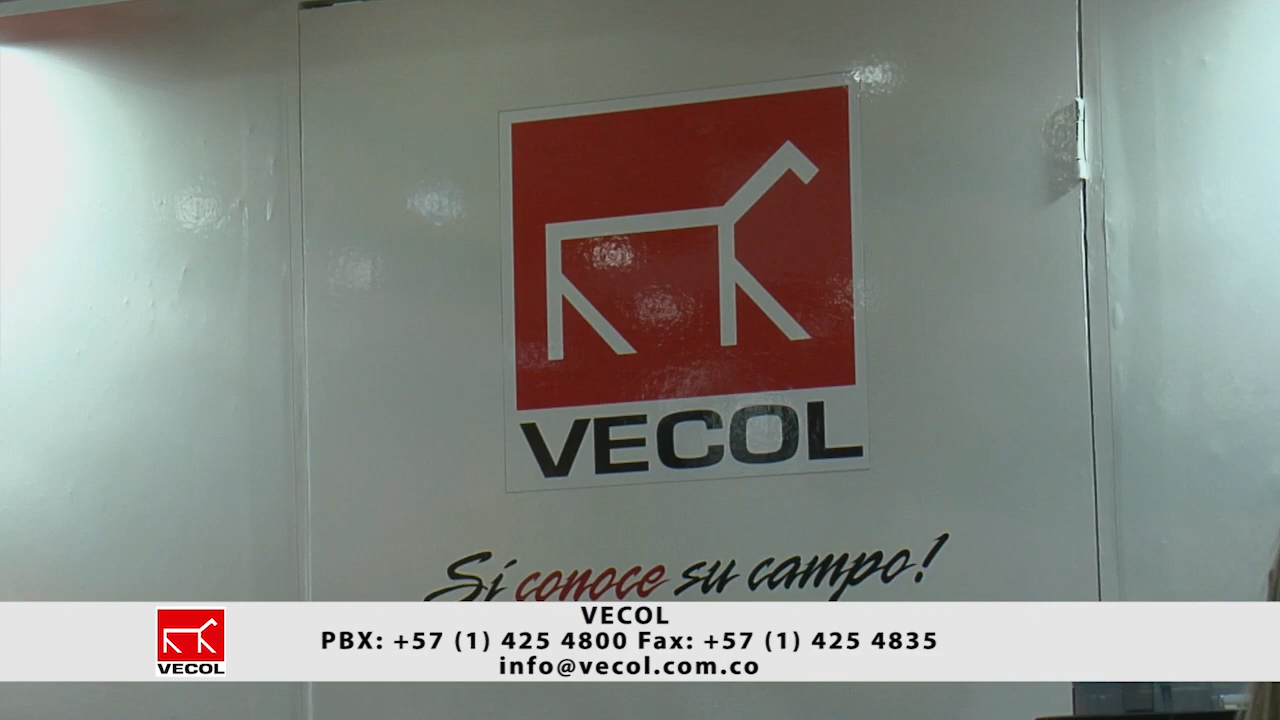 VECOL
Sí conoce su campo!
VECOL
VECOL
PBX: +57 (1) 425 4800 Fax: +57 (1) 425 4835
info@vecol.com.co